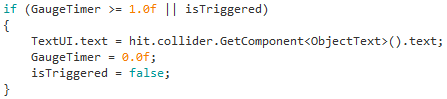 if (GaugeTimer >= 1.0f || isTriggered)
{
    TextUI.text = hit.collider.GetComponent<ObjectText>().text;
    GaugeTimer = 0.0f;
    isTriggered = false;
}